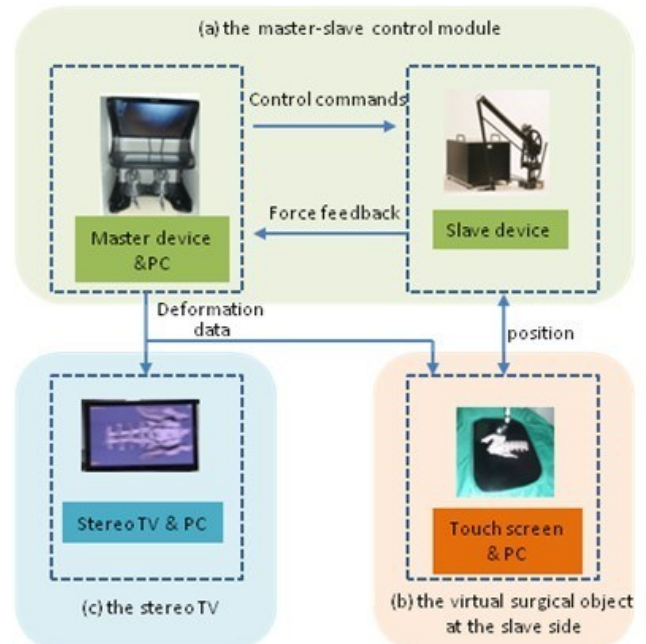 (a) the master-slave control module
Control commands
Force feedback
Master device
&PC
Slave device
Deformation
data
position
Stereo TV & PC
Touch screen
& PC
(c) the stereo TV
(b) the virtual surgical object
at the slave side